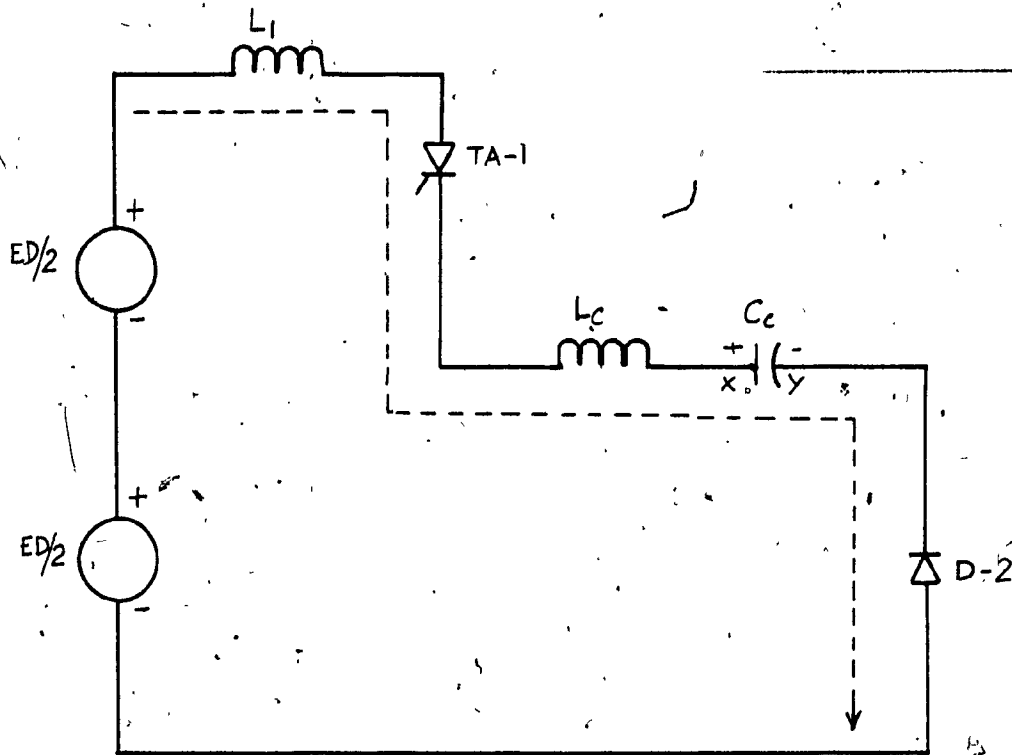 L1
TA-1
+
ED/2
-
Lc
Cc
+ -
x y
+
ED/2
-
D-2